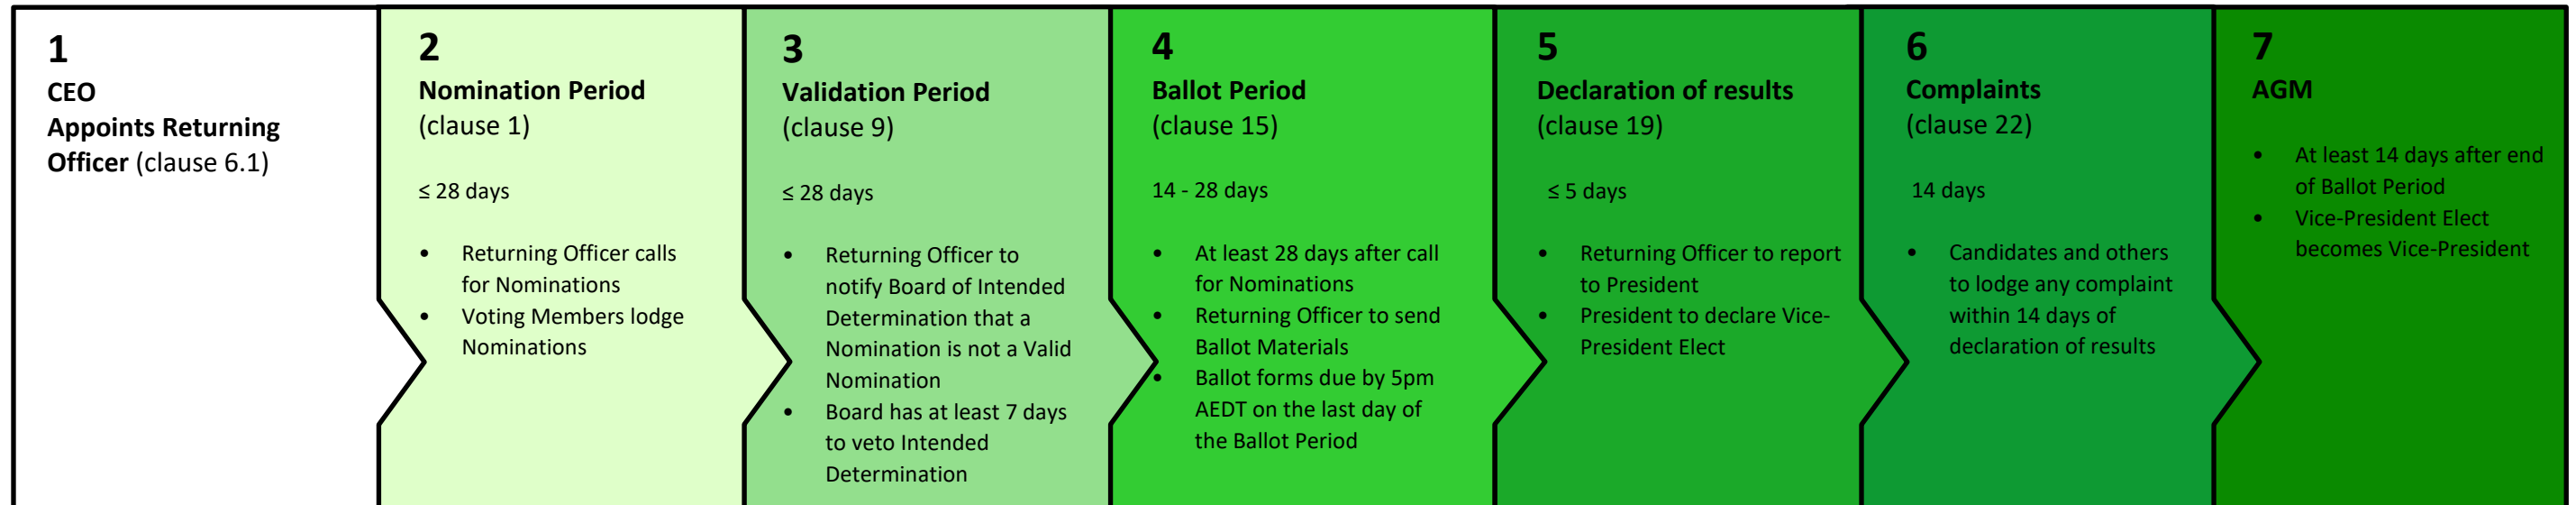 1
CEO
Appoints Returning
Officer (clause 6.1)
2
Nomination Period
(clause 1)
≤ 28 days
• Returning Officer calls
for Nominations
• Voting Members lodge
Nominations
3
Validation Period
(clause 9)
≤ 28 days
• Returning Officer to
notify Board of Intended
Determination that a
Nomination is not a Valid
Nomination
• Board has at least 7 days
to veto Intended
Determination
4
Ballot Period
(clause 15)
14 - 28 days
• At least 28 days after call
for Nominations
• Returning Officer to send
Ballot Materials
• Ballot forms due by 5pm
AEDT on the last day of
the Ballot Period
5
Declaration of results
(clause 19)
≤ 5 days
• Returning Officer to report
to President
• President to declare Vice-
President Elect
6
Complaints
(clause 22)
14 days
• Candidates and others
to lodge any complaint
within 14 days of
declaration of results
7
AGM
• At least 14 days after end
of Ballot Period
• Vice-President Elect
becomes Vice-President